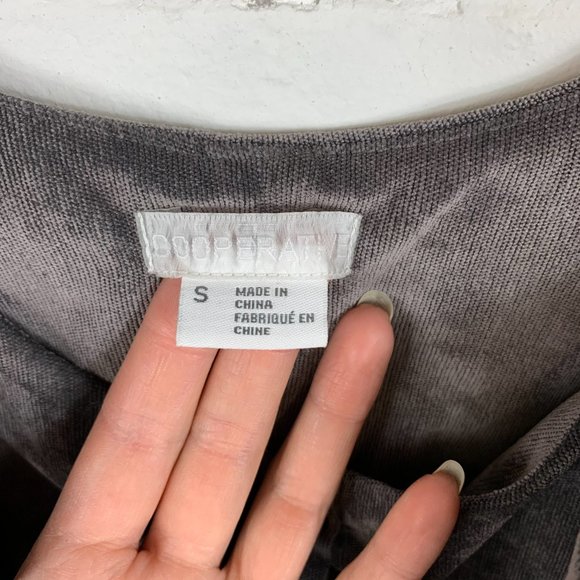 COOPERATIVE
S
MADE IN
CHINA
FABRIQUÉ EN
CHINE